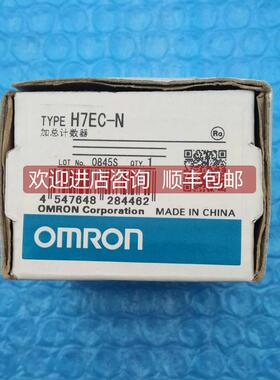 TYPE H7EC-N
加总计数器
Ro
LOT No. 0845S QTY 1
欢迎进店咨询 顺丰包邮
4 547648 284462
OMRON Corporation MADE IN CHINA
OMRON